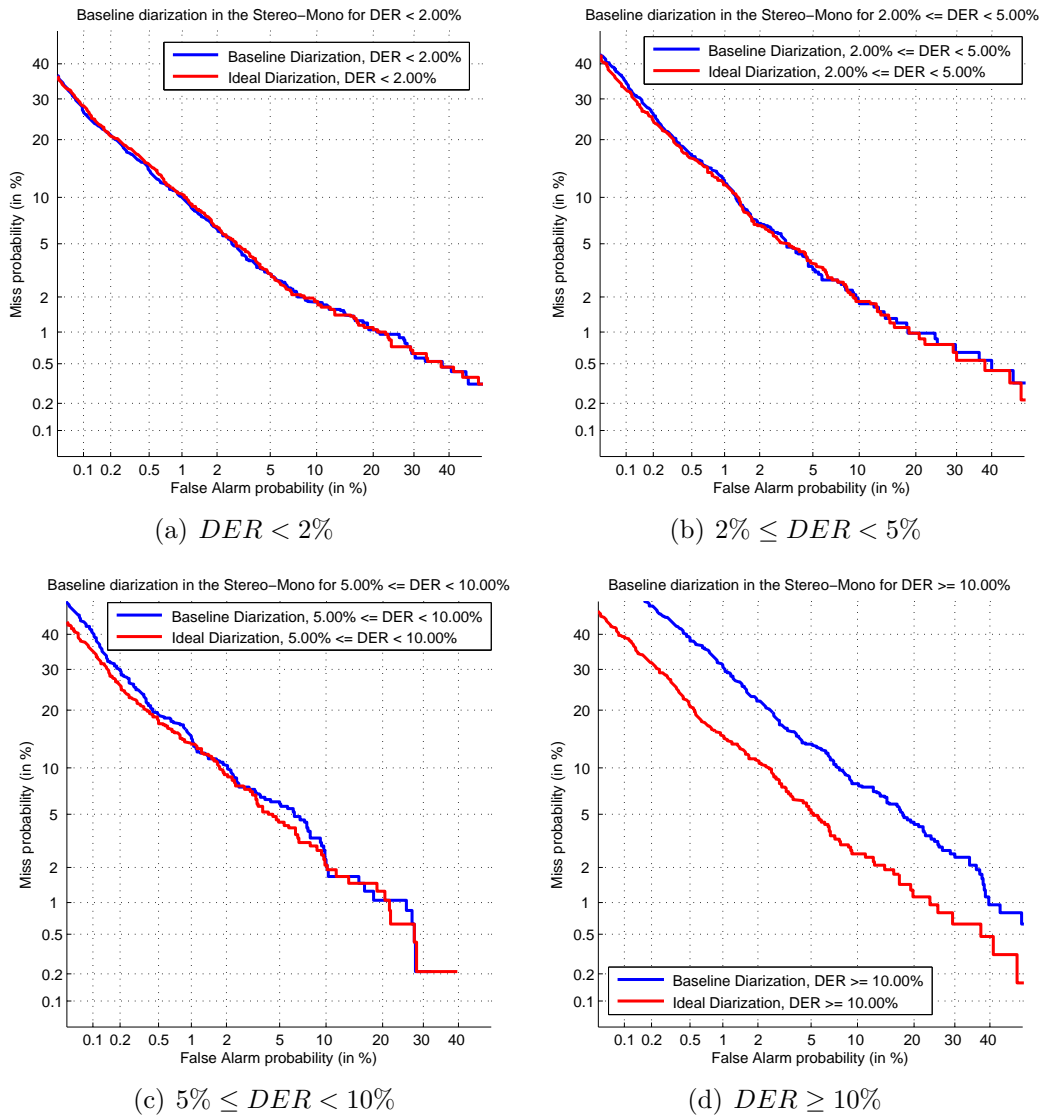 Baseline diarization in the Stereo−Mono for DER < 2.00%
Baseline Diarization, DER < 2.00%
Ideal Diarization, DER < 2.00%
Miss probability (in %)
40
30
20
10
5
2
1
0.5
0.2
0.1
0.1 0.2 0.5 1 2 5 10 20 30 40
False Alarm probability (in %)
(a) DER < 2%
Baseline diarization in the Stereo−Mono for 2.00% <= DER < 5.00%
Baseline Diarization, 2.00% <= DER < 5.00%
Ideal Diarization, 2.00% <= DER < 5.00%
Miss probability (in %)
40
30
20
10
5
2
1
0.5
0.2
0.1
0.1 0.2 0.5 1 2 5 10 20 30 40
False Alarm probability (in %)
(b) 2% ≤ DER < 5%
Baseline diarization in the Stereo−Mono for 5.00% <= DER < 10.00%
Baseline Diarization, 5.00% <= DER < 10.00%
Ideal Diarization, 5.00% <= DER < 10.00%
Miss probability (in %)
40
30
20
10
5
2
1
0.5
0.2
0.1
0.1 0.2 0.5 1 2 5 10 20 30 40
False Alarm probability (in %)
(c) 5% ≤ DER < 10%
Baseline diarization in the Stereo−Mono for DER >= 10.00%
Miss probability (in %)
40
30
20
10
5
2
1
0.5
0.2
0.1
Baseline Diarization, DER >= 10.00%
Ideal Diarization, DER >= 10.00%
0.1 0.2 0.5 1 2 5 10 20 30 40
False Alarm probability (in %)
(d) DER ≥ 10%